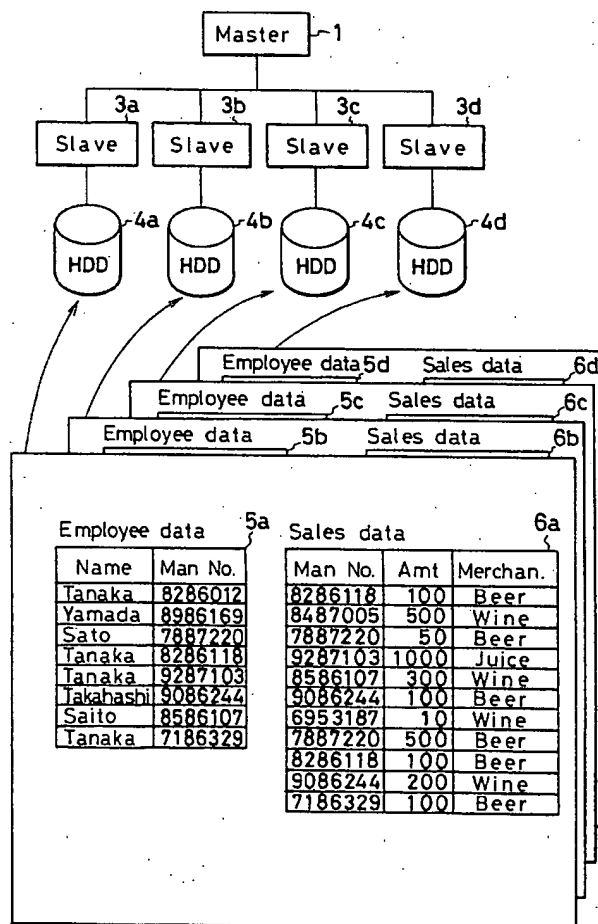 Master 1
3a 3b 3c 3d
Slave Slave Slave Slave
4a 4b 4c 4d
HDD HDD HDD HDD
Employee data 5d Sales data 6d
Employee data 5c Sales data 6c
Employee data 5b Sales data 6b
Employee data 5a Sales data 6a
Name Man No. Man No. Amt Merchan.
Tanaka 8286012 8286118 100 Beer
Yamada 8986169 8487005 500 Wine
Sato 7887220 7887220 50 Beer
Tanaka 8286118 9287103 1000 Juice
Tanaka 9287103 8586107 300 Wine
Takahashi 9086244 9086244 100 Beer
Saito 8586107 6953187 10 Wine
Tanaka 7186329 7887220 500 Beer
8286118 100 Beer
9086244 200 Wine
7186329 100 Beer